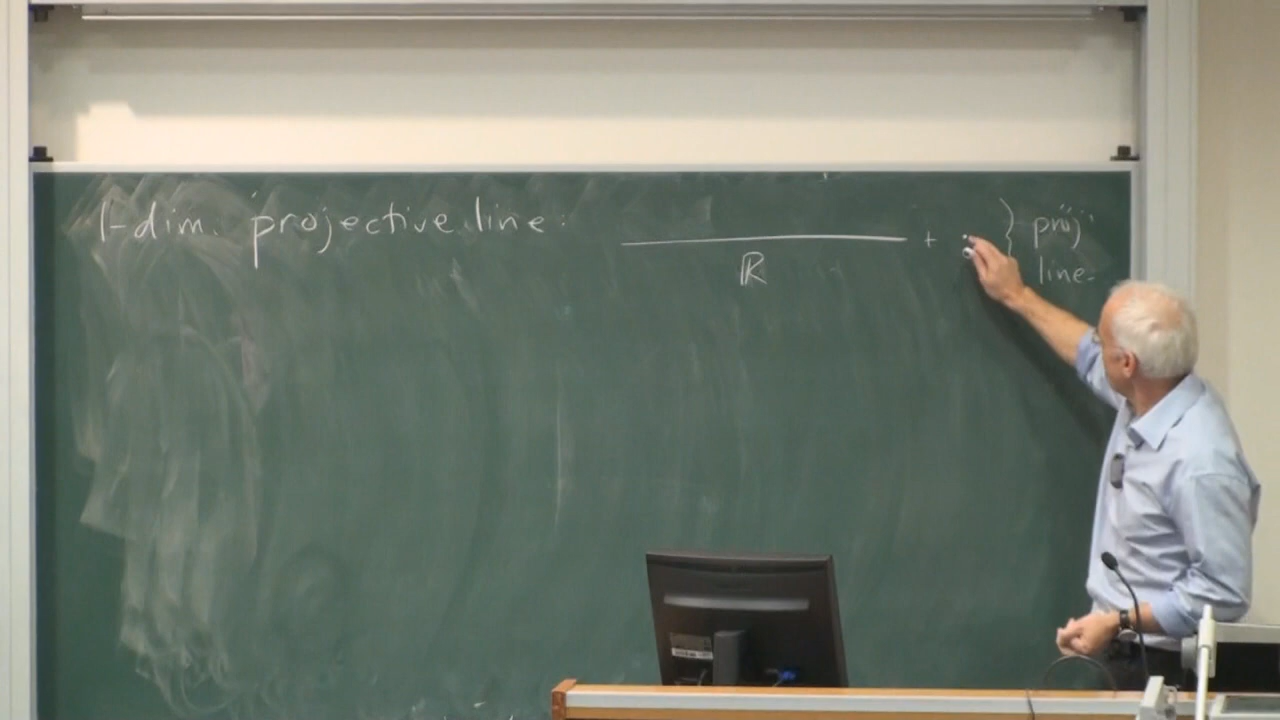 1-dim. projective line:
ℝ
+
} proj.
line.